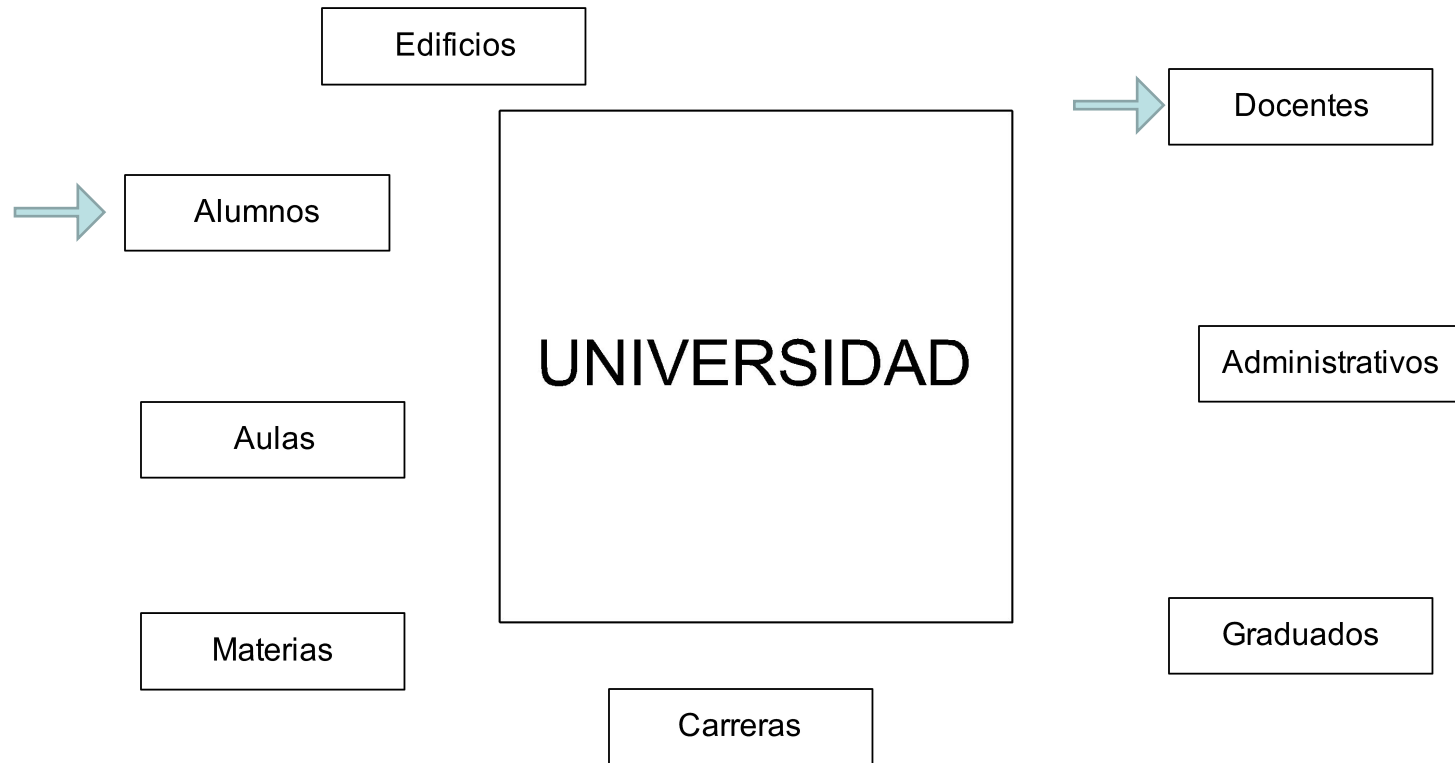 Edificios
Docentes
Alumnos
UNIVERSIDAD
Administrativos
Aulas
Graduados
Materias
Carreras